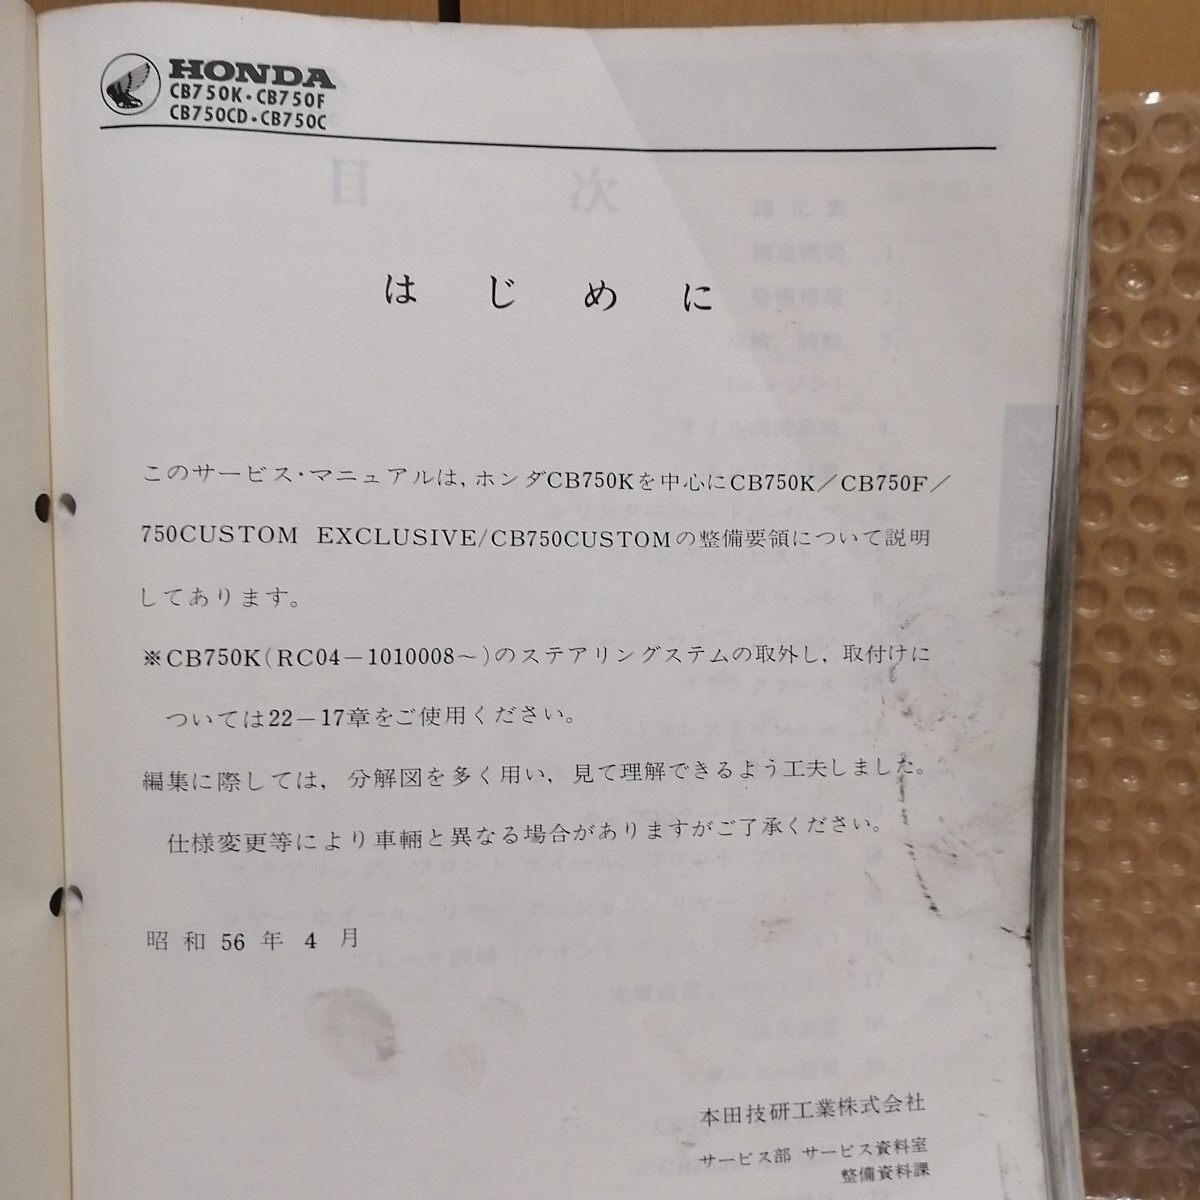 HONDA
CB750K・CB750F
CB750CD・CB750C
はじめに
このサービス・マニュアルは,ホンダCB750Kを中心にCB750K／CB750F／
750CUSTOM EXCLUSIVE/CB750CUSTOMの整備要領について説明
してあります。
※CB750K(RC04－1010008～)のステアリングステムの取外し,取付けに
ついては22－17章をご使用ください。
編集に際しては,分解図を多く用い,見て理解できるよう工夫しました。
仕様変更等により車輌と異なる場合がありますがご了承ください。
昭和56年4月
本田技研工業株式会社
サービス部 サービス資料室
整備資料課